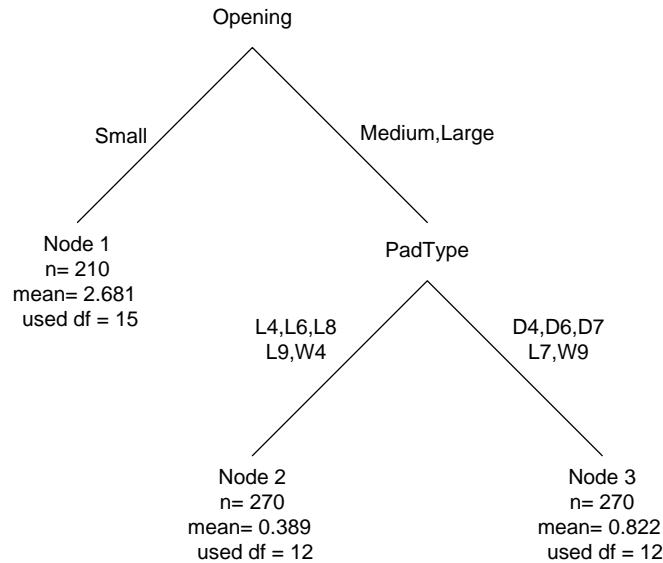 Opening
Small
Medium,Large
Node 1
n= 210
mean= 2.681
used df = 15
PadType
L4,L6,L8
L9,W4
D4,D6,D7
L7,W9
Node 2
n= 270
mean= 0.389
used df = 12
Node 3
n= 270
mean= 0.822
used df = 12